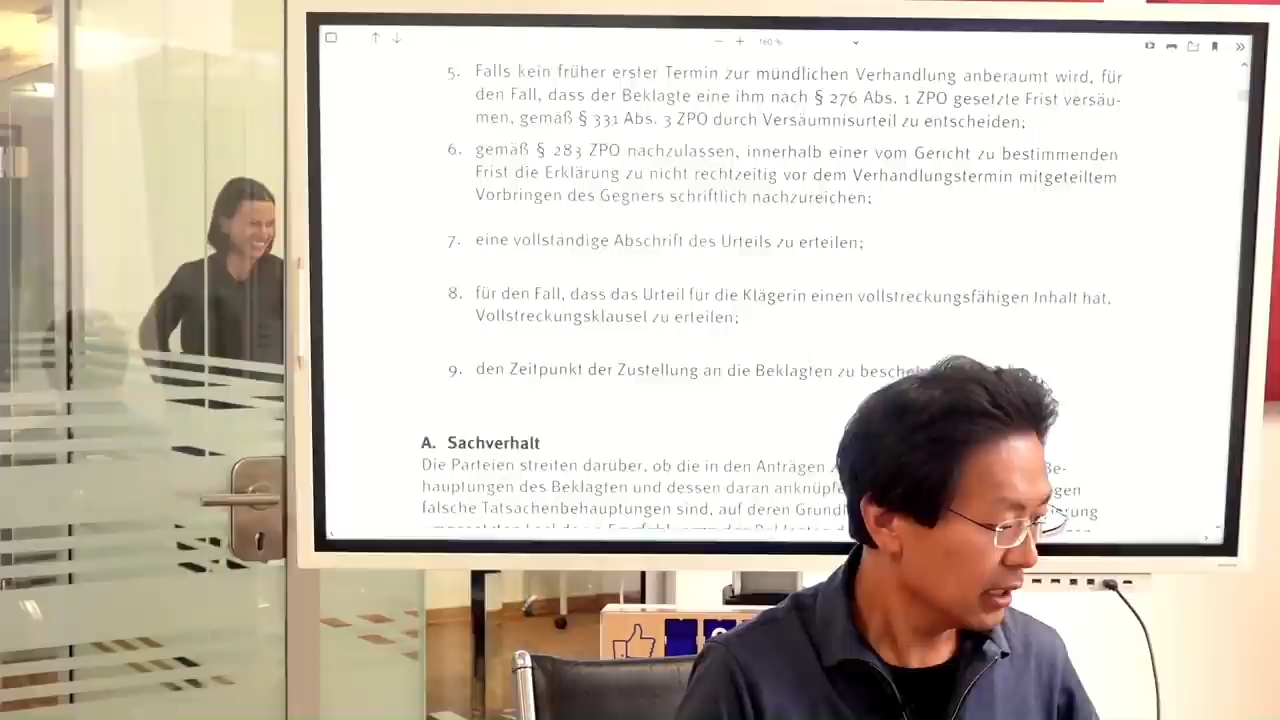 160 %
5. Falls kein früher erster Termin zur mündlichen Verhandlung anberaumt wird, für
den Fall, dass der Beklagte eine ihm nach § 276 Abs. 1 ZPO gesetzte Frist versäu-
men, gemäß § 331 Abs. 3 ZPO durch Versäumnisurteil zu entscheiden;
6. gemäß § 283 ZPO nachzulassen, innerhalb einer vom Gericht zu bestimmenden
Frist die Erklärung zu nicht rechtzeitig vor dem Verhandlungstermin mitgeteiltem
Vorbringen des Gegners schriftlich nachzureichen;
7. eine vollständige Abschrift des Urteils zu erteilen;
8. für den Fall, dass das Urteil für die Klägerin einen vollstreckungsfähigen Inhalt hat,
Vollstreckungsklausel zu erteilen;
9. den Zeitpunkt der Zustellung an die Beklagten zu
A. Sachverhalt
Die Parteien streiten darüber, ob die in den Anträgen Be-
hauptungen des Beklagten und dessen daran
falsche Tatsachenbehauptungen sind, auf deren